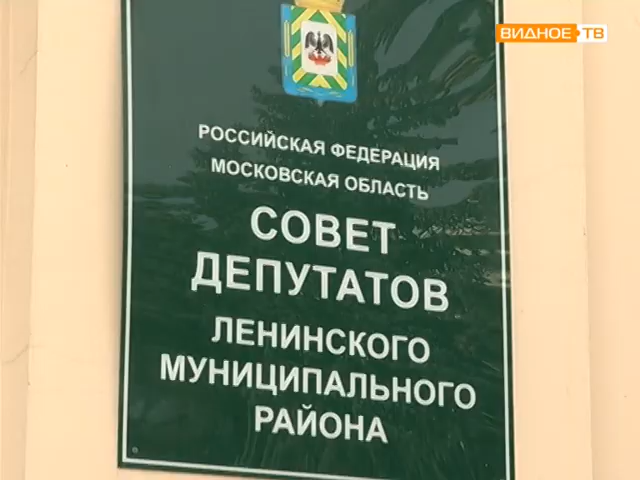 ВИДНОЕ ТВ
РОССИЙСКАЯ ФЕДЕРАЦИЯ
МОСКОВСКАЯ ОБЛАСТЬ
СОВЕТ
ДЕПУТАТОВ
ЛЕНИНСКОГО
МУНИЦИПАЛЬНОГО
РАЙОНА